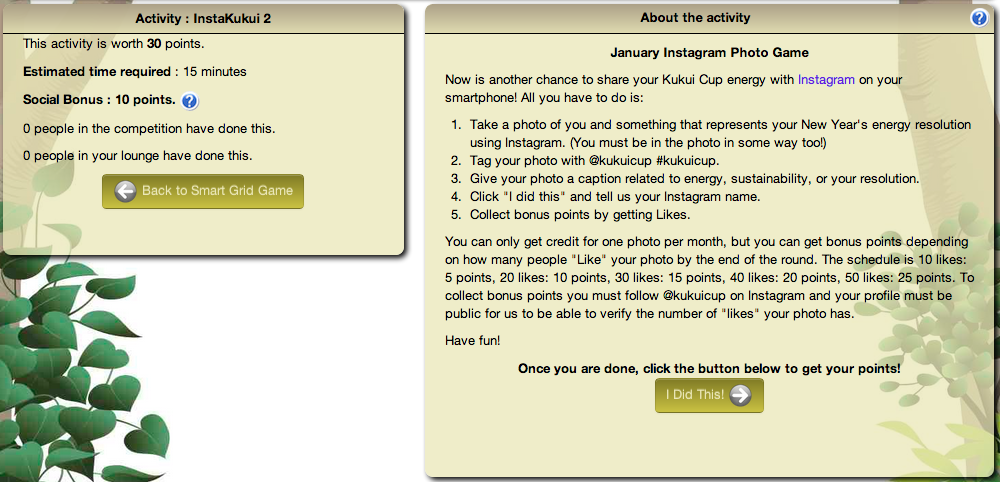 Activity : InstaKukui 2
This activity is worth 30 points.
Estimated time required : 15 minutes
Social Bonus : 10 points. ?
0 people in the competition have done this.
0 people in your lounge have done this.
Back to Smart Grid Game
About the activity ?
January Instagram Photo Game
Now is another chance to share your Kukui Cup energy with Instagram on your
smartphone! All you have to do is:
1. Take a photo of you and something that represents your New Year's energy resolution
using Instagram. (You must be in the photo in some way too!)
2. Tag your photo with @kukuicup #kukuicup.
3. Give your photo a caption related to energy, sustainability, or your resolution.
4. Click "I did this" and tell us your Instagram name.
5. Collect bonus points by getting Likes.
You can only get credit for one photo per month, but you can get bonus points depending
on how many people "Like" your photo by the end of the round. The schedule is 10 likes:
5 points, 20 likes: 10 points, 30 likes: 15 points, 40 likes: 20 points, 50 likes: 25 points. To
collect bonus points you must follow @kukuicup on Instagram and your profile must be
public for us to be able to verify the number of "likes" your photo has.
Have fun!
Once you are done, click the button below to get your points!
I Did This!